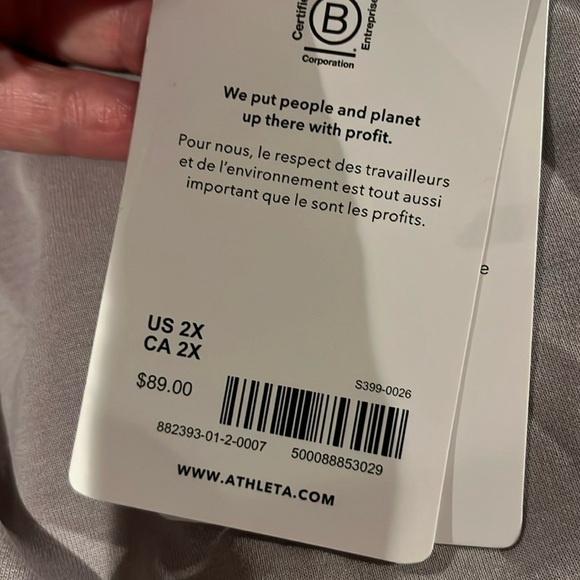 B
Corporation
We put people and planet
up there with profit.
Pour nous, le respect des travailleurs
et de l'environnement est tout aussi
important que le sont les profits.
e
US 2X
CA 2X
$89.00
S399-0026
882393-01-2-0007
500088853029
WWW.ATHLETA.COM